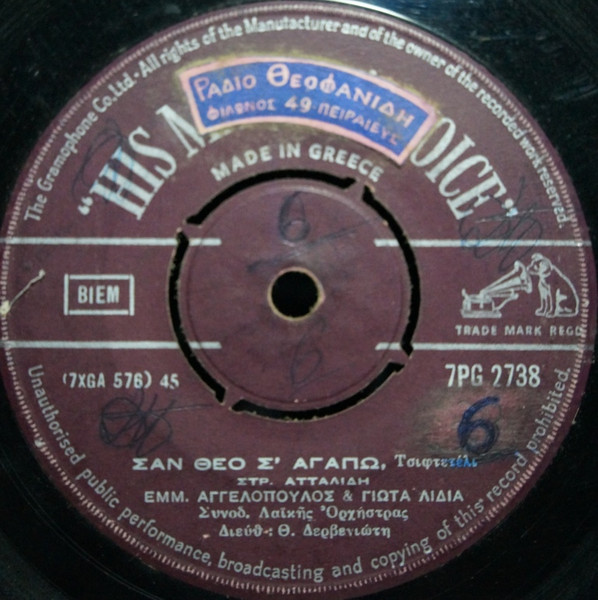 The Gramophone Co. Ltd.- All rights of the Manufacturer and of the owner of the recorded work reserved.
ΡΑΔΙΟ ΘΕΟΦΑΝΙΔΗ
ΦΙΛΩΝΟΣ 49 ΠΕΙΡΑΙΕΥΣ
"HIS M OICE"
MADE IN GREECE
6
BIEM
TRADE MARK REGD
(7XGA 576) 45
7PG 2738
6
ΣΑΝ ΘΕΟ Σ' ΑΓΑΠΩ, Τσιφτετέλι
ΣΤΡ. ΑΤΤΑΛΙΔΗ
ΕΜΜ. ΑΓΓΕΛΟΠΟΥΛΟΣ & ΓΙΩΤΑ ΛΙΔΙΑ
Συνοδ. Λαϊκῆς Ὀρχήστρας
Διεύθ-: Θ. Δερβενιώτη
Unauthorised public performance, broadcasting and copying of this record prohibited.